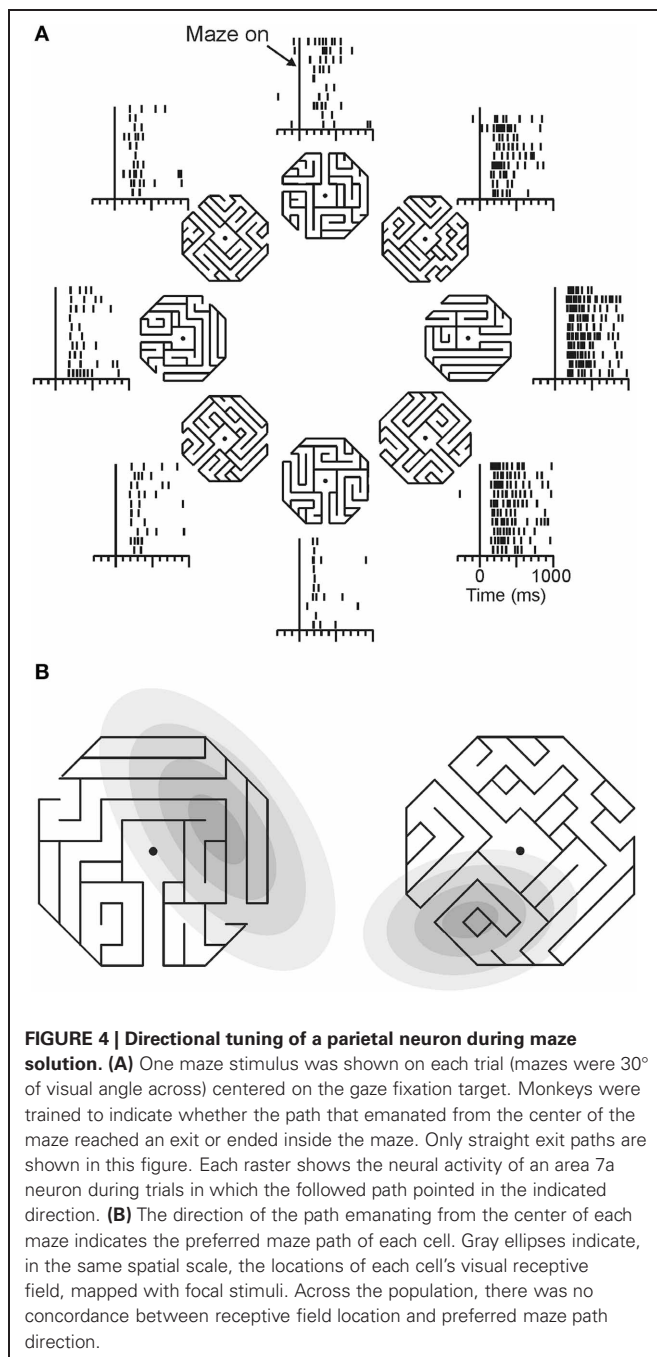 A
Maze on
0 1000
Time (ms)
B
FIGURE 4 | Directional tuning of a parietal neuron during maze
solution. (A) One maze stimulus was shown on each trial (mazes were 30°
of visual angle across) centered on the gaze fixation target. Monkeys were
trained to indicate whether the path that emanated from the center of the
maze reached an exit or ended inside the maze. Only straight exit paths are
shown in this figure. Each raster shows the neural activity of an area 7a
neuron during trials in which the followed path pointed in the indicated
direction. (B) The direction of the path emanating from the center of each
maze indicates the preferred maze path of each cell. Gray ellipses indicate,
in the same spatial scale, the locations of each cell's visual receptive
field, mapped with focal stimuli. Across the population, there was no
concordance between receptive field location and preferred maze path
direction.